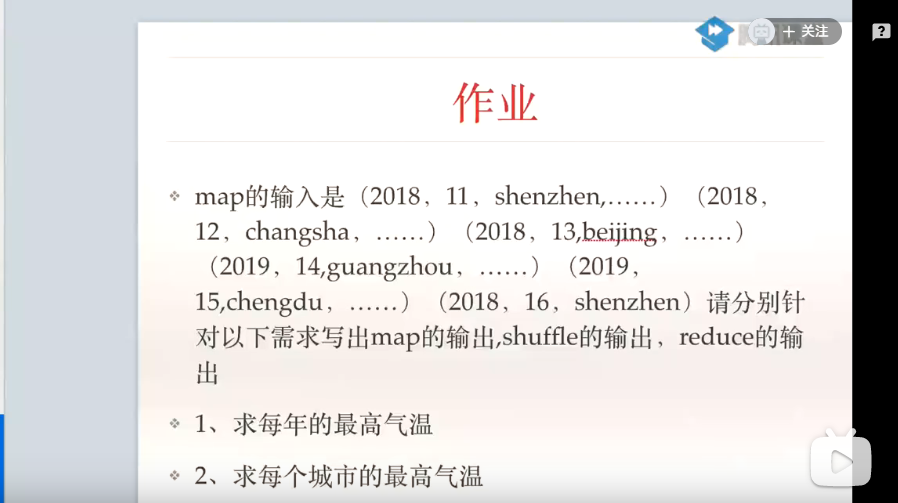 关注
作业
map的输入是（2018，11，shenzhen,……）（2018，
12，changsha，……）（2018，13,beijing，……）
（2019，14,guangzhou，……）（2019，
15,chengdu，……）（2018，16，shenzhen）请分别针
对以下需求写出map的输出,shuffle的输出，reduce的输
出
1、求每年的最高气温
2、求每个城市的最高气温